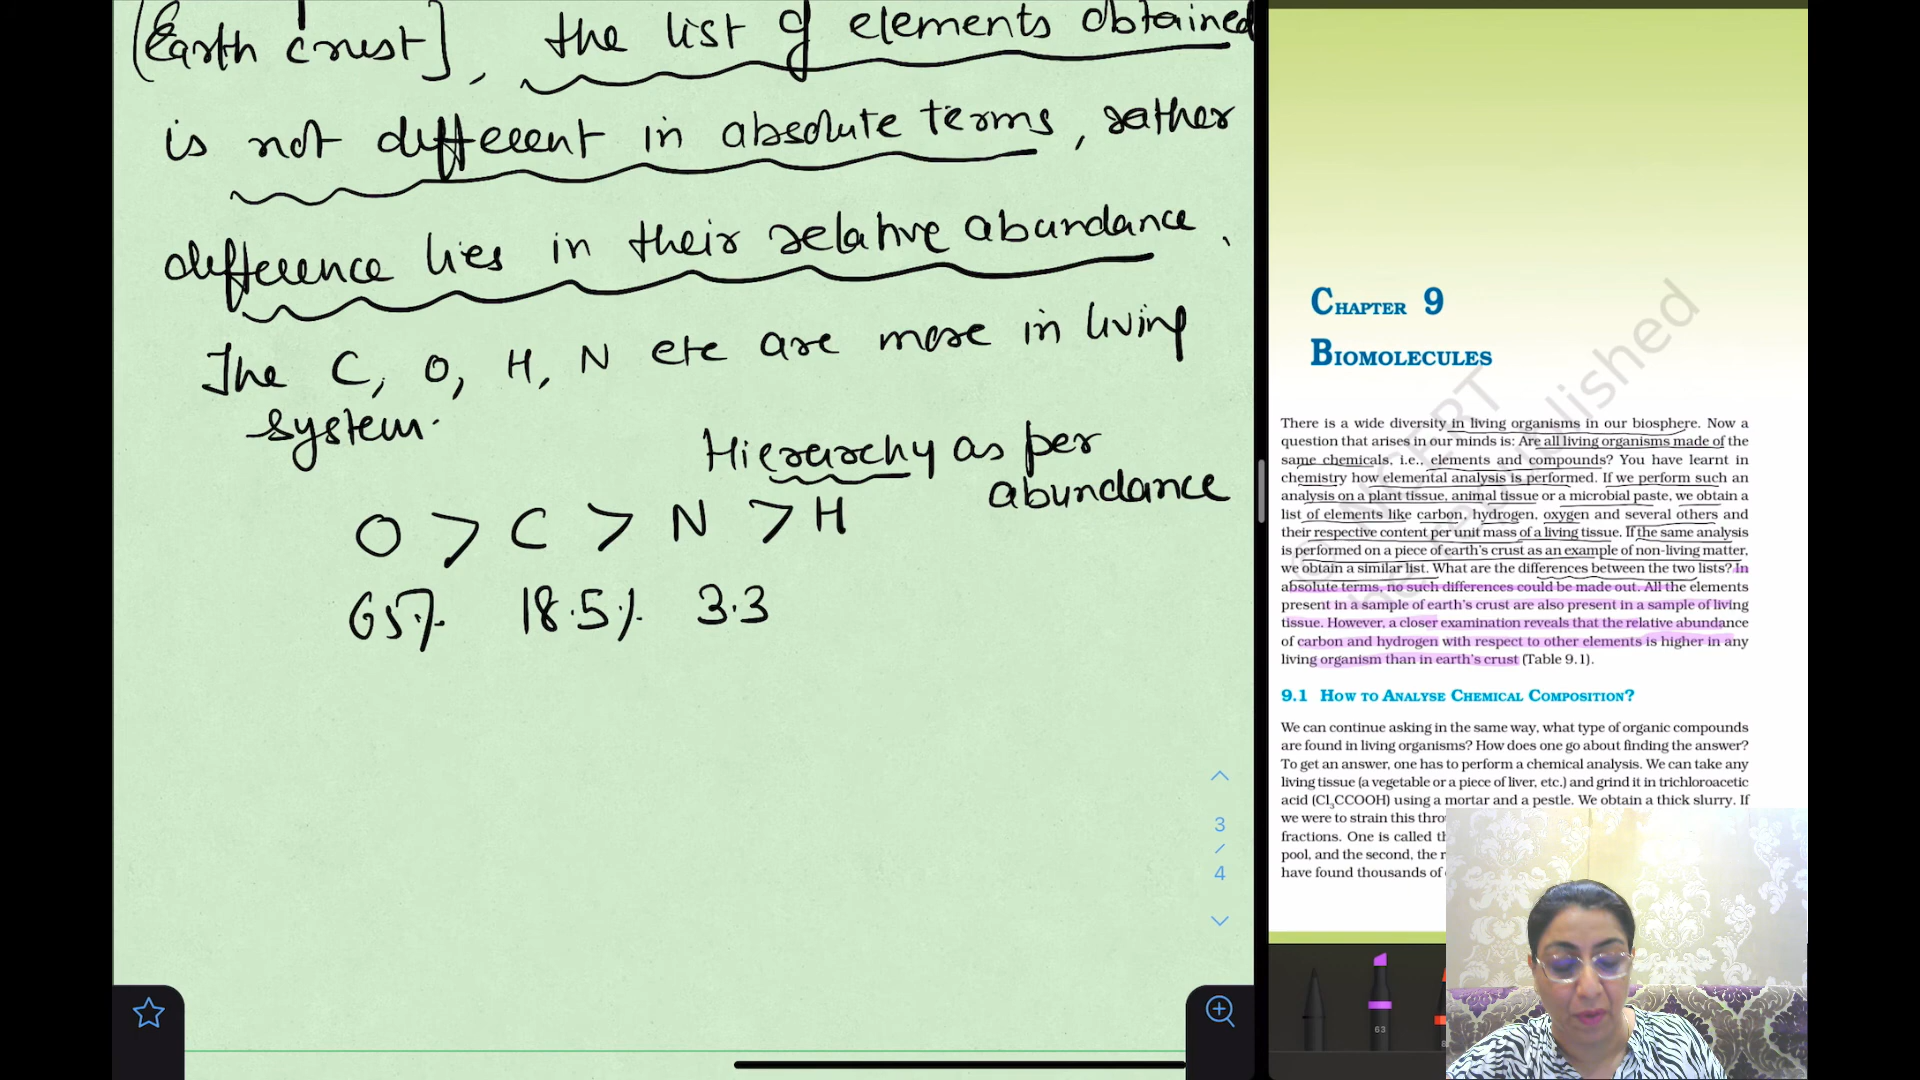 [Earth crust], the list of elements obtained
is not different in absolute terms, rather
difference lies in their relative abundance.
The C, O, H, N etc are more in living
system.
Hierarchy as per
abundance
O > C > N > H
65% 18.5% 3.3
3
/
4
CHAPTER 9
BIOMOLECULES
There is a wide diversity in living organisms in our biosphere. Now a
question that arises in our minds is: Are all living organisms made of the
same chemicals, i.e., elements and compounds? You have learnt in
chemistry how elemental analysis is performed. If we perform such an
analysis on a plant tissue, animal tissue or a microbial paste, we obtain a
list of elements like carbon, hydrogen, oxygen and several others and
their respective content per unit mass of a living tissue. If the same analysis
is performed on a piece of earth's crust as an example of non-living matter,
we obtain a similar list. What are the differences between the two lists? In
absolute terms, no such differences could be made out. All the elements
present in a sample of earth's crust are also present in a sample of living
tissue. However, a closer examination reveals that the relative abundance
of carbon and hydrogen with respect to other elements is higher in any
living organism than in earth's crust (Table 9.1).
9.1 HOW TO ANALYSE CHEMICAL COMPOSITION?
We can continue asking in the same way, what type of organic compounds
are found in living organisms? How does one go about finding the answer?
To get an answer, one has to perform a chemical analysis. We can take any
living tissue (a vegetable or a piece of liver, etc.) and grind it in trichloroacetic
acid (Cl₃CCOOH) using a mortar and a pestle. We obtain a thick slurry. If
we were to strain this thro
fractions. One is called th
pool, and the second, the r
have found thousands of
63